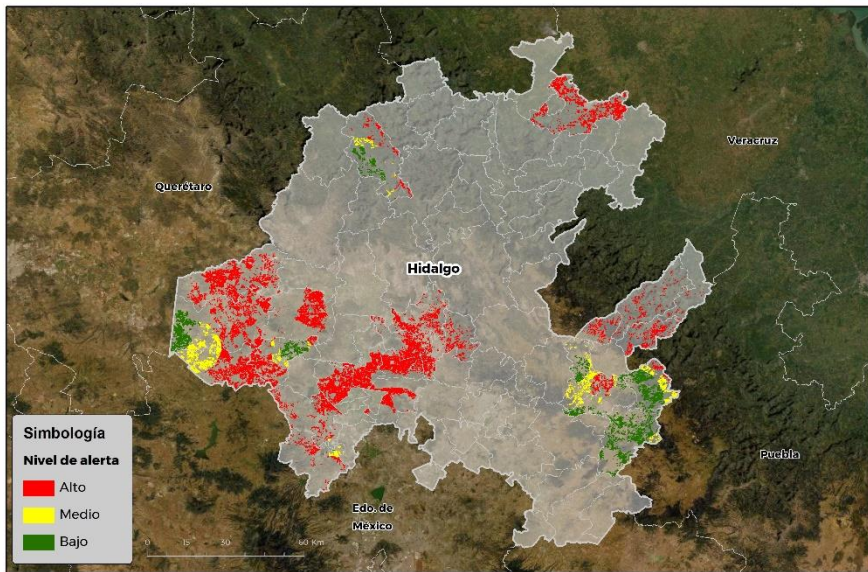 Veracruz
Querétaro
Hidalgo
Puebla
Edo. de
México
Simbología
Nivel de alerta
Alto
Medio
Bajo
0 15 30 60 Km